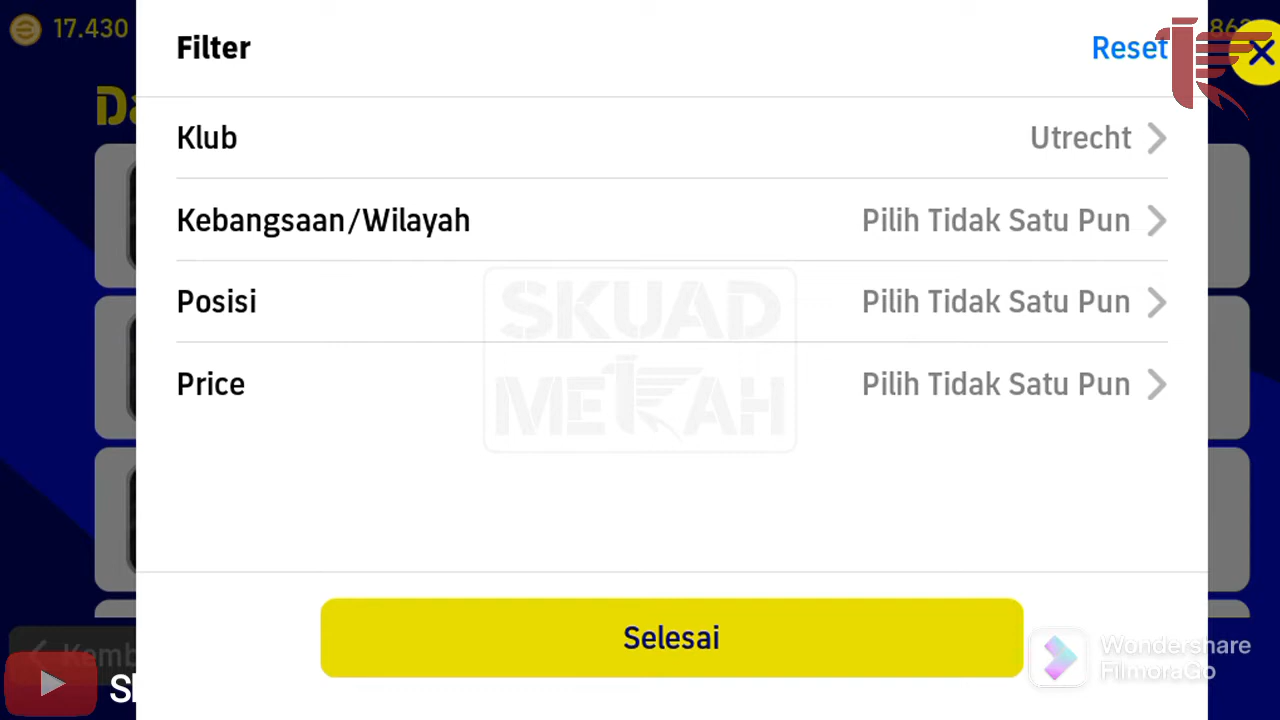 17.430
Filter
Reset
Klub
Utrecht
Kebangsaan/Wilayah
Pilih Tidak Satu Pun
Posisi
Pilih Tidak Satu Pun
Price
Pilih Tidak Satu Pun
SKUAD
MERAH
Selesai
Wondershare
FilmoraGo